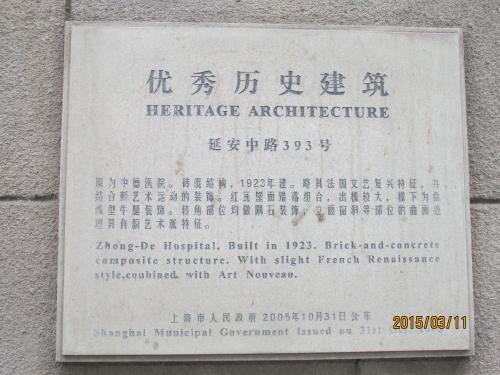 优秀历史建筑
HERITAGE ARCHITECTURE
延安中路393号
原为中德医院。砖混结构，1923年建。略具法国文艺复兴特征，并
结合新艺术运动的装饰。红瓦屋面错落组合，出檐较大，檐下为曲
线型牛腿装饰。转角部位均做隅石装饰，立面窗洞等部位的曲面处
理具有新艺术派特征。
Zhong-De Hospital. Built in 1923. Brick-and-concrete
composite structure. With slight French Renaissance
style,conbined with Art Nouveau.
上海市人民政府 2005年10月31日公布
Shanghai Municipal Government Issued on 31st
2015/03/11